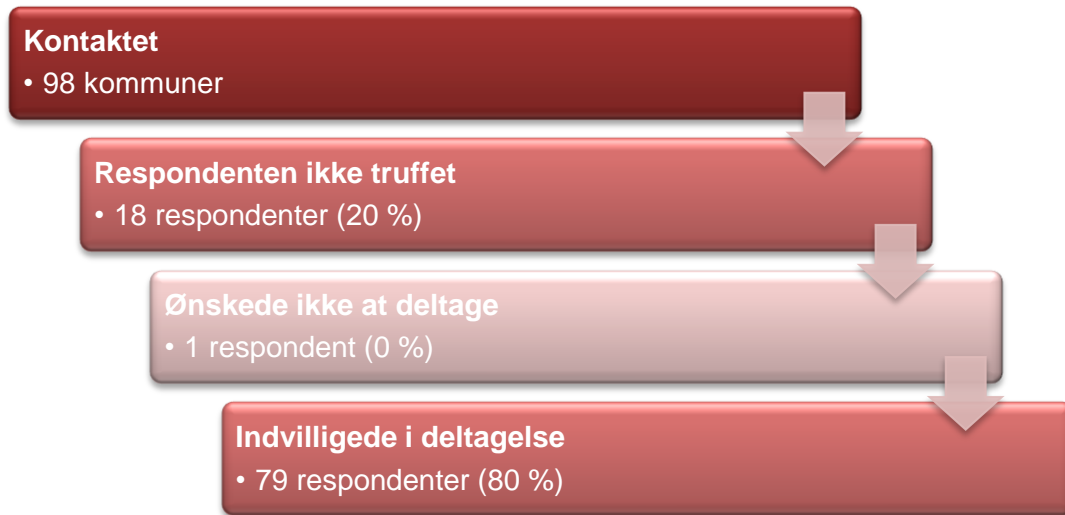 Kontaktet
• 98 kommuner
Respondenten ikke truffet
• 18 respondenter (20 %)
Ønskede ikke at deltage
• 1 respondent (0 %)
Indvilligede i deltagelse
• 79 respondenter (80 %)